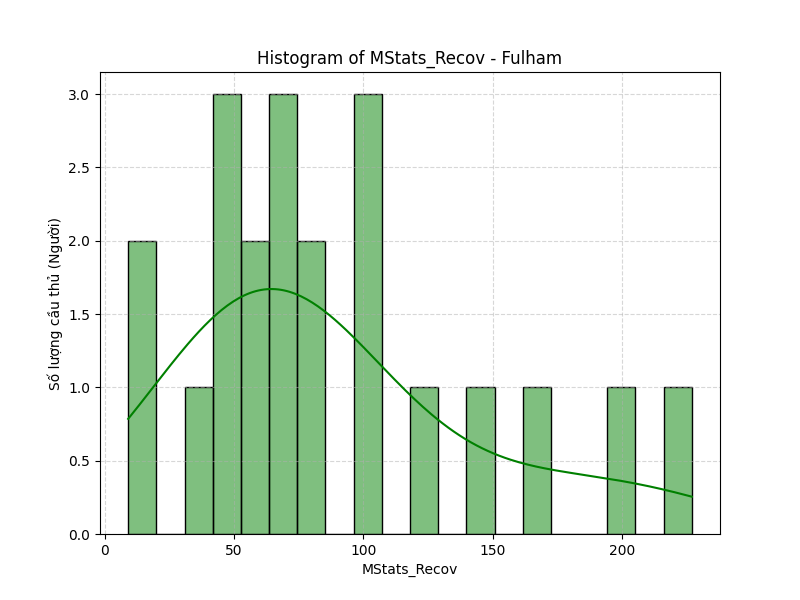 Histogram of MStats_Recov - Fulham
3.0
2.5
2.0
1.5
1.0
0.5
0.0
Số lượng cầu thủ (Người)
0 50 100 150 200
MStats_Recov